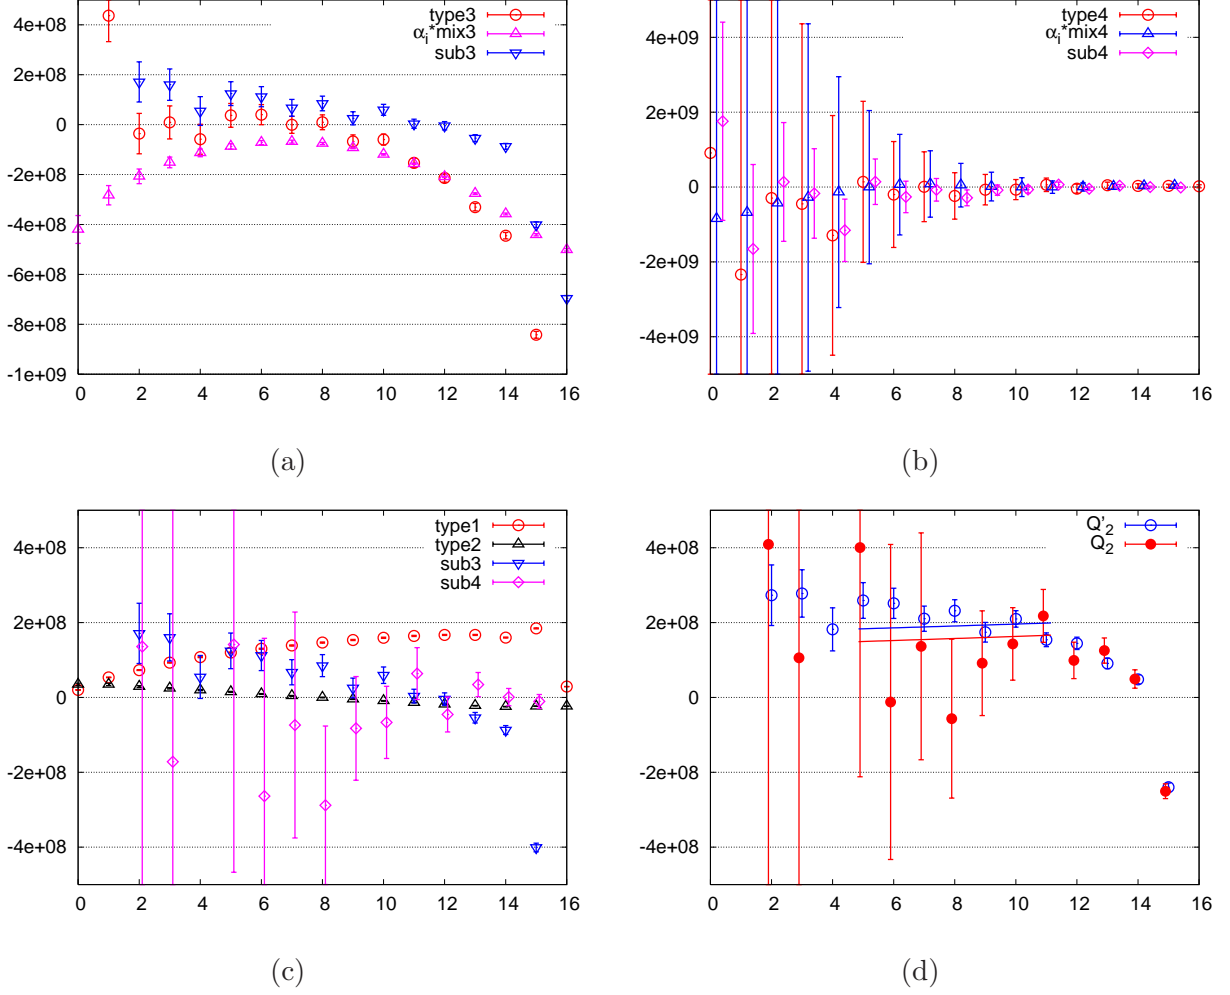 4e+08
2e+08
0
-2e+08
-4e+08
-6e+08
-8e+08
-1e+09
0 2 4 6 8 10 12 14 16
type3
αi*mix3
sub3
(a)
4e+09
2e+09
0
-2e+09
-4e+09
0 2 4 6 8 10 12 14 16
type4
αi*mix4
sub4
(b)
4e+08
2e+08
0
-2e+08
-4e+08
0 2 4 6 8 10 12 14 16
type1
type2
sub3
sub4
(c)
4e+08
2e+08
0
-2e+08
-4e+08
0 2 4 6 8 10 12 14 16
Q'2
Q2
(d)